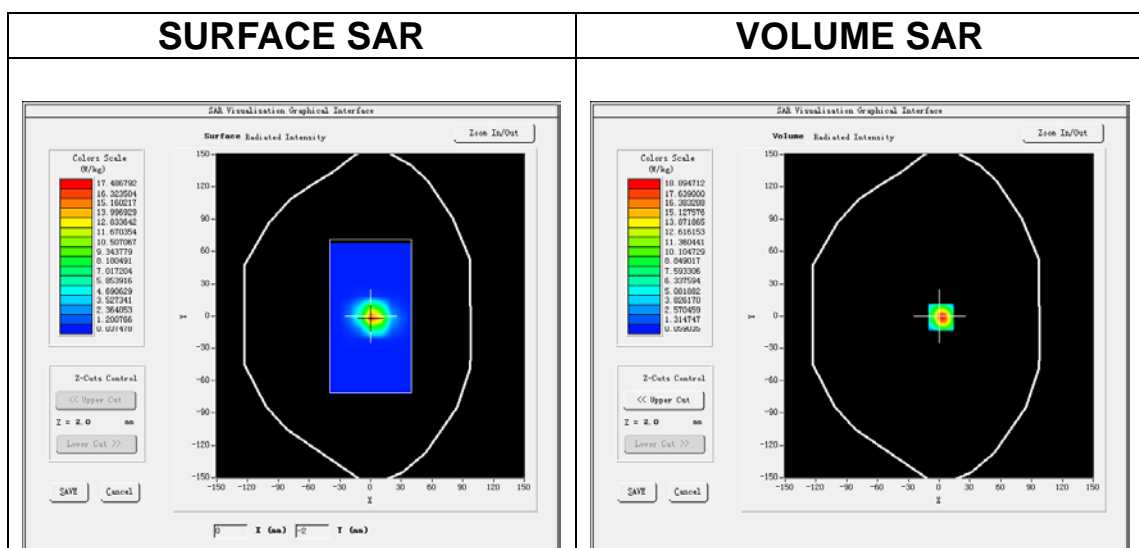 SURFACE SAR
SAR Visualisation Graphical Interface
Surface Radiated Intensity
Zoom In/Out
Colors Scale
(W/kg)
17.486792
16.323504
15.160217
13.996929
12.833642
11.670354
10.507067
9.343779
8.180491
7.017204
5.853916
4.690629
3.527341
2.364053
1.200766
0.037478
150
120
90
60
30
0
-30
-60
-90
-120
-150
Y
-150 -120 -90 -60 -30 0 30 60 90 120 150
X
Z-Cuts Control
<< Upper Cut
Z = 2.0 mm
Lower Cut >>
SAVE Cancel
0 X (mm) -2 Y (mm)
VOLUME SAR
SAR Visualisation Graphical Interface
Volume Radiated Intensity
Zoom In/Out
Colors Scale
(W/kg)
18.894712
17.639000
16.383288
15.127576
13.871865
12.616153
11.360441
10.104729
8.849017
7.593306
6.337594
5.081882
3.826170
2.570459
1.314747
0.059035
150
120
90
60
30
0
-30
-60
-90
-120
-150
Y
-150 -120 -90 -60 -30 0 30 60 90 120 150
X
Z-Cuts Control
<< Upper Cut
Z = 2.0 mm
Lower Cut >>
SAVE Cancel